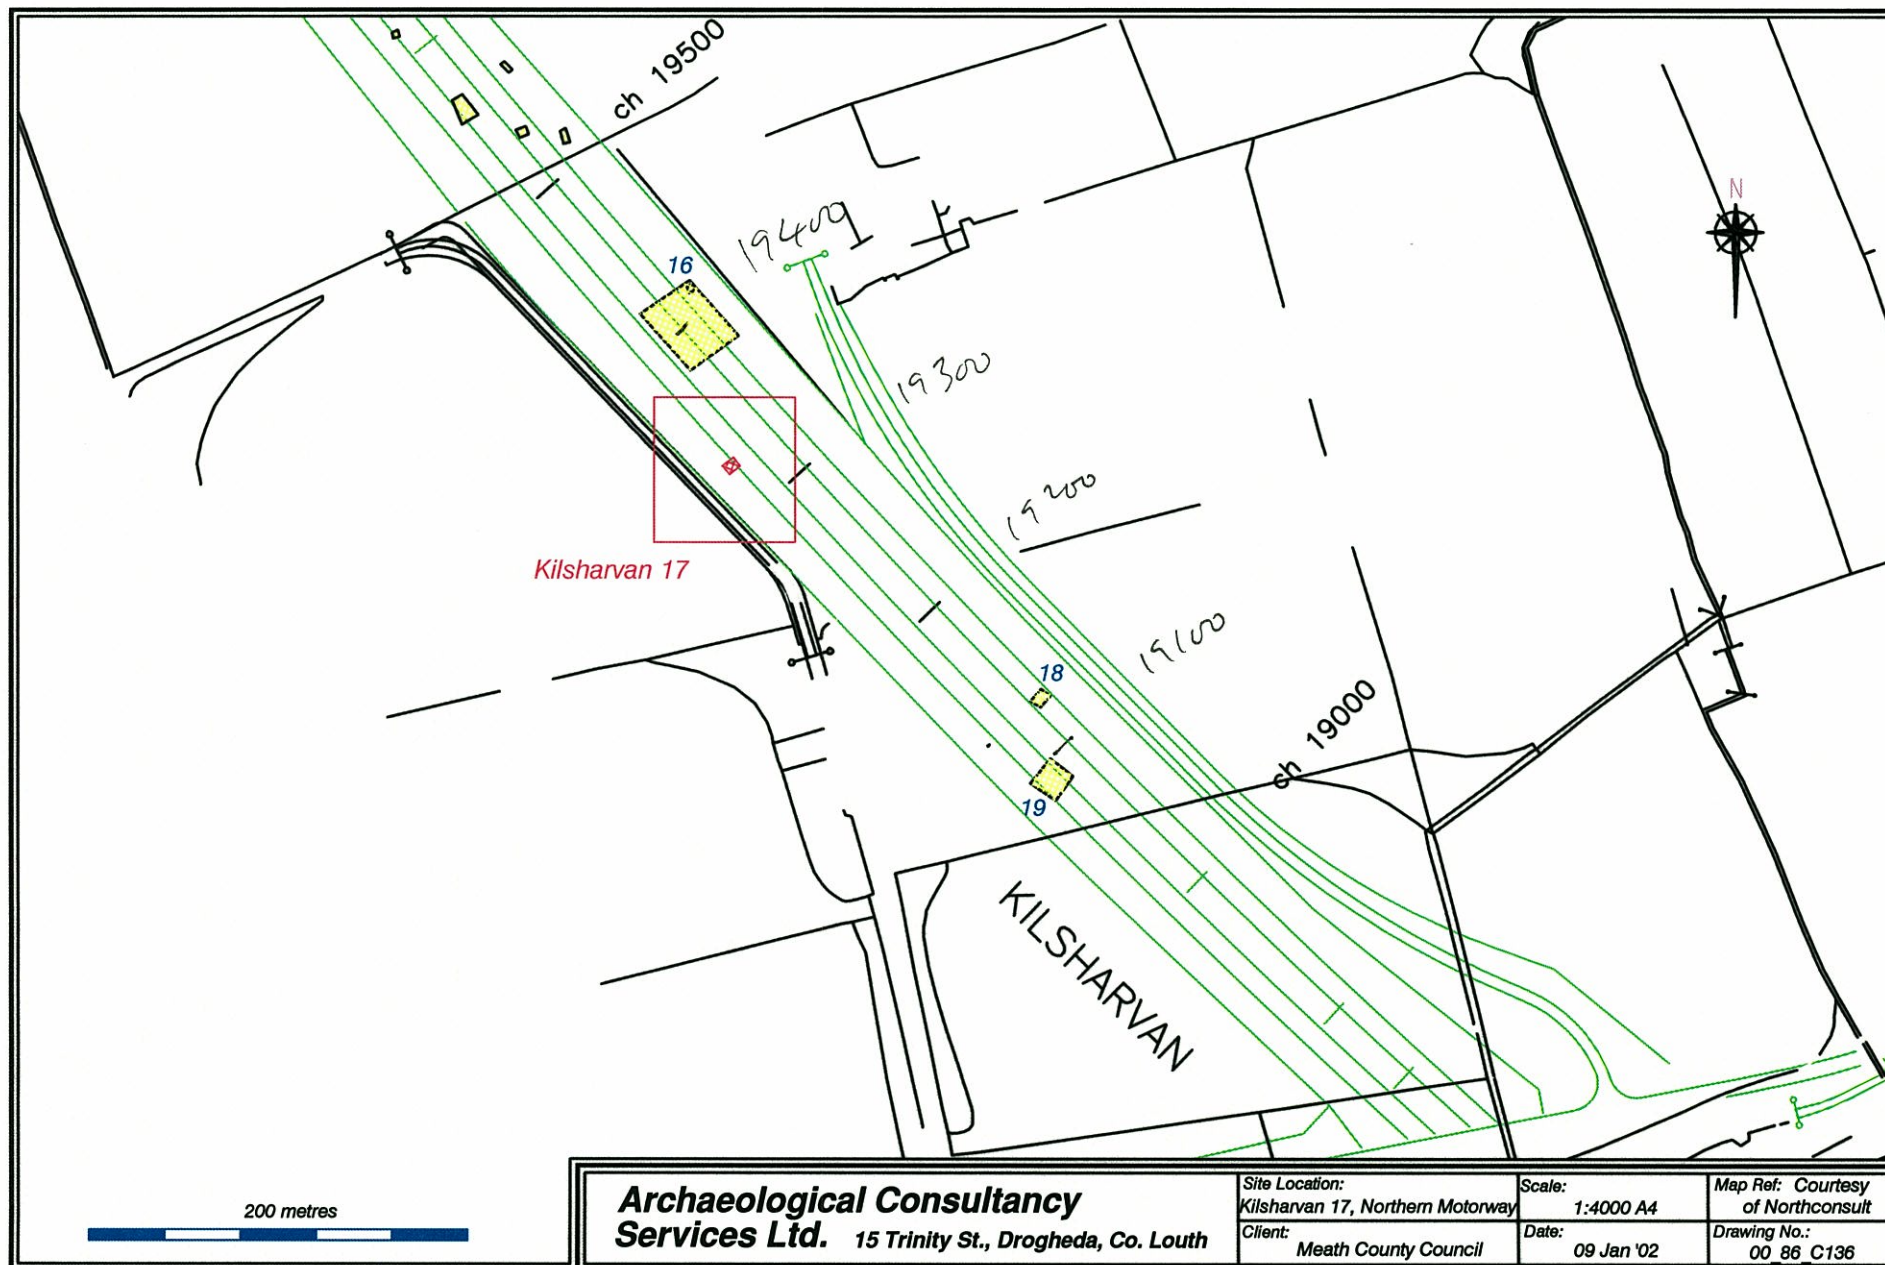 ch 19500
N
19400
16
19300
19200
Kilsharvan 17
19100
18
ch 19000
19
KILSHARVAN
200 metres
Archaeological Consultancy
Services Ltd. 15 Trinity St., Drogheda, Co. Louth
Site Location:
Kilsharvan 17, Northern Motorway
Client:
Meath County Council
Scale:
1:4000 A4
Date:
09 Jan '02
Map Ref: Courtesy
of Northconsult
Drawing No.:
00_86_C136